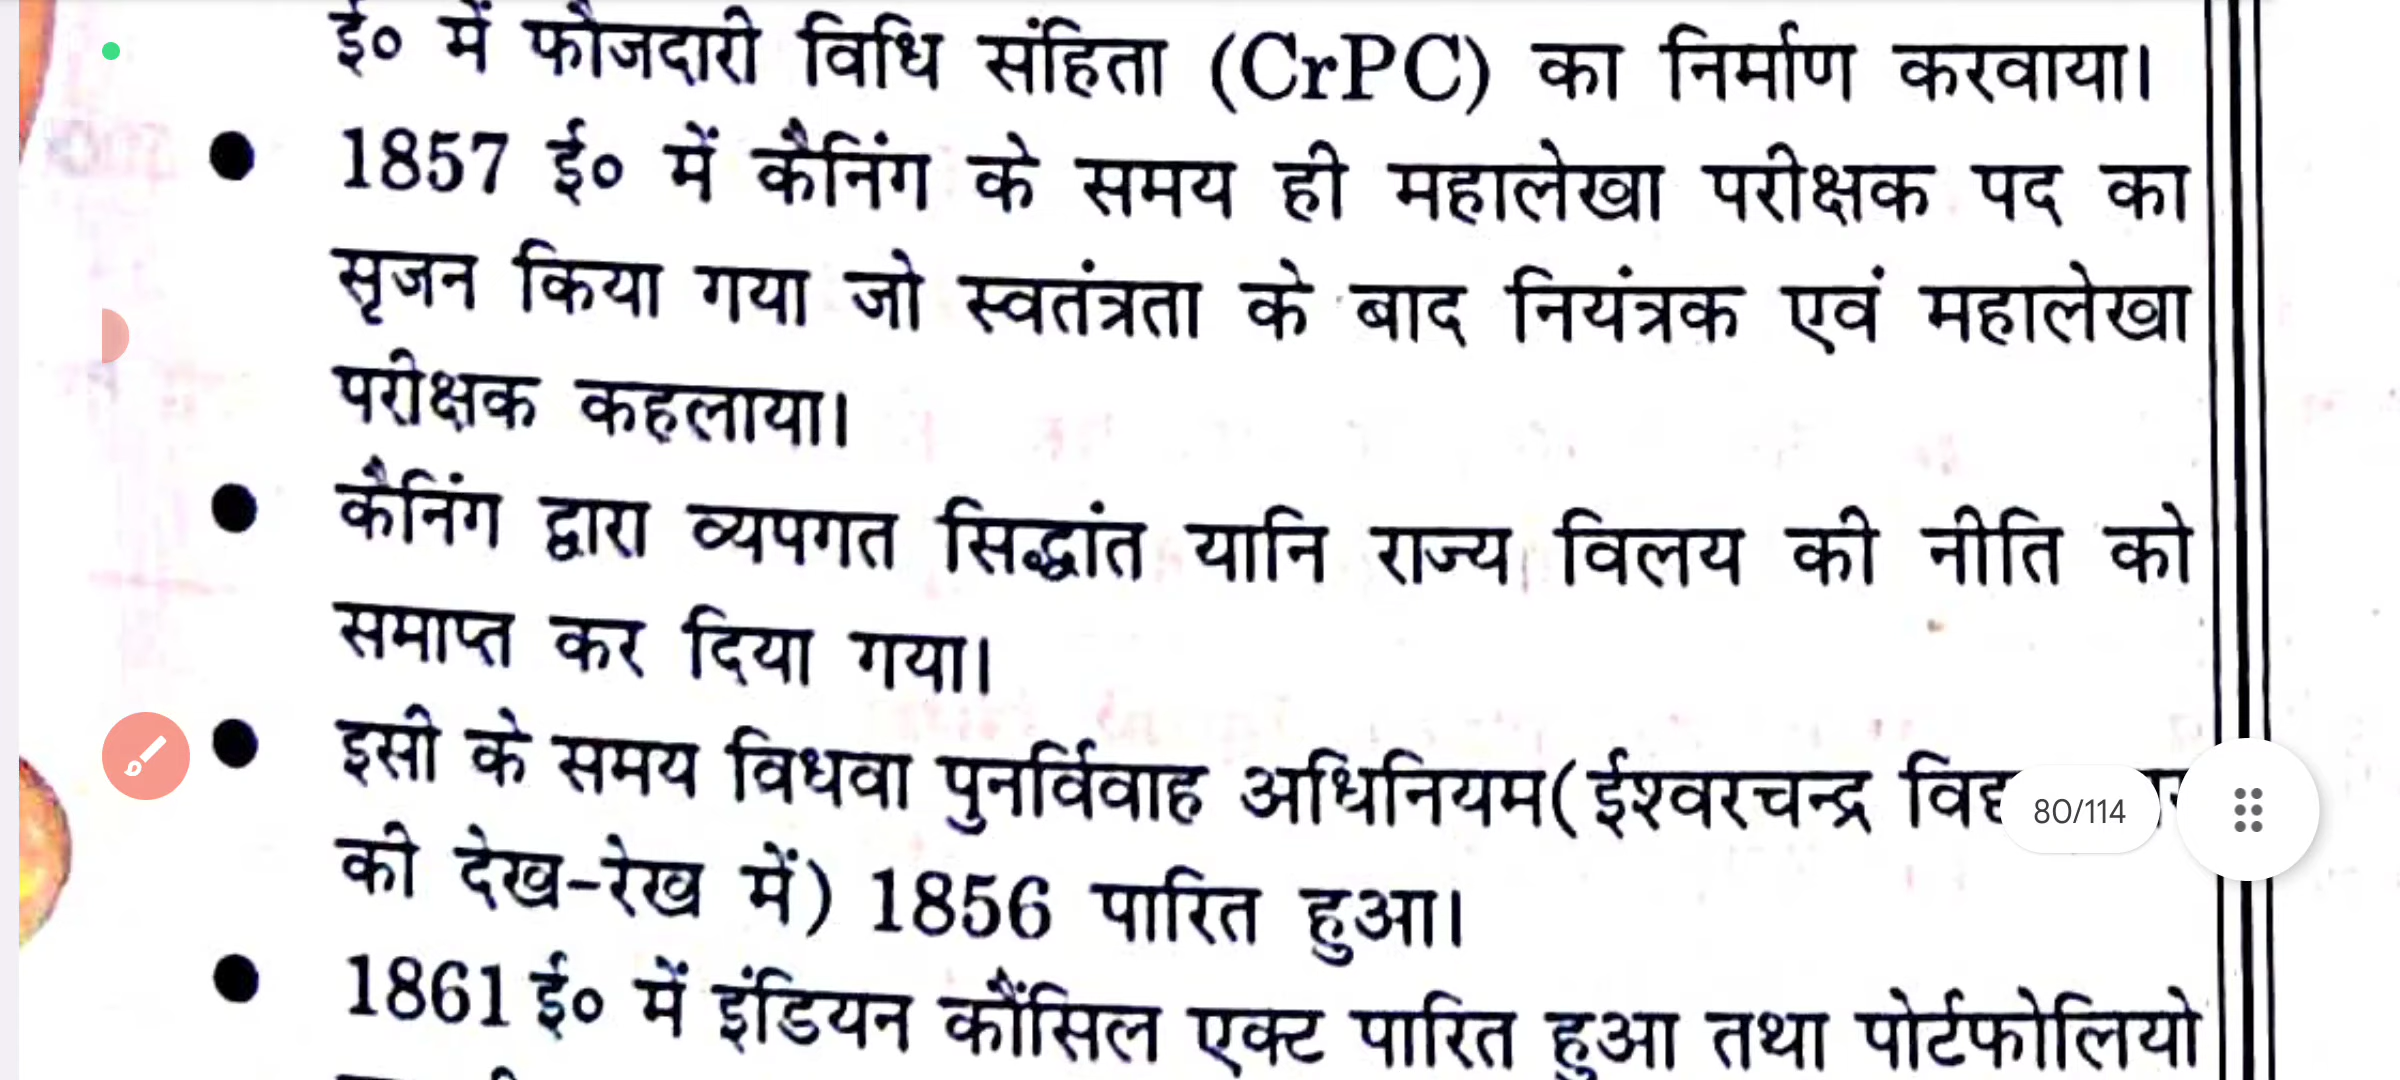 ई० में फौजदारी विधि संहिता (CrPC) का निर्माण करवाया।
● 1857 ई० में कैनिंग के समय ही महालेखा परीक्षक पद का
सृजन किया गया जो स्वतंत्रता के बाद नियंत्रक एवं महालेखा
परीक्षक कहलाया।
● कैनिंग द्वारा व्यपगत सिद्धांत यानि राज्य विलय की नीति को
समाप्त कर दिया गया।
● इसी के समय विधवा पुनर्विवाह अधिनियम(ईश्वरचन्द्र
80/114
की देख-रेख में) 1856 पारित हुआ।
● 1861 ई० में इंडियन कौंसिल एक्ट पारित हुआ तथा पोर्टफोलियो